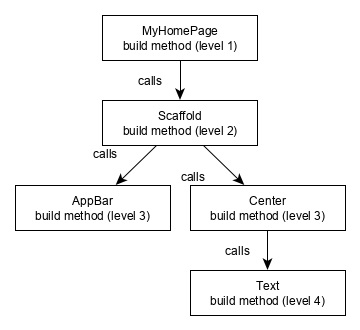 MyHomePage
build method (level 1)
calls
Scaffold
build method (level 2)
calls
calls
AppBar
build method (level 3)
Center
build method (level 3)
calls
Text
build method (level 4)